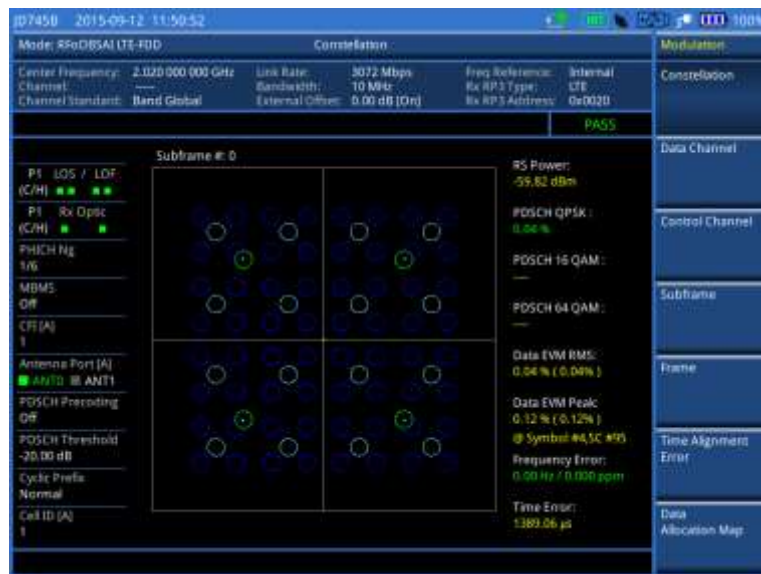 JD745B 2015-09-12 11:50:52 100%
Mode: RFoOBSAI LTE-FDD Constellation
Center Frequency: 2.020 000 000 GHz Link Rate: 3072 Mbps Freq Reference: Internal
Channel: ---- Bandwidth: 10 MHz Rx RP3 Type: LTE
Channel Standard: Band Global External Offset: 0.00 dB [On] Rx RP3 Address: 0x0020
PASS
Subframe #: 0
P1 LOS / LOF
(C/H)
P1 Rx Optic
(C/H)
PHICH Ng
1/6
MBMS
Off
CFI [A]
1
Antenna Port [A]
ANT0 ANT1
PDSCH Precoding
Off
PDSCH Threshold
-20.00 dB
Cyclic Prefix
Normal
Cell ID [A]
1
RS Power:
-59.82 dBm
PDSCH QPSK :
0.04 %
PDSCH 16 QAM :
----
PDSCH 64 QAM :
----
Data EVM RMS:
0.04 % ( 0.04% )
Data EVM Peak:
0.12 % ( 0.12% )
@ Symbol #4,SC #95
Frequency Error:
0.00 Hz / 0.000 ppm
Time Error:
1389.06 µs
Modulation
Constellation
Data Channel
Control Channel
Subframe
Frame
Time Alignment
Error
Data
Allocation Map